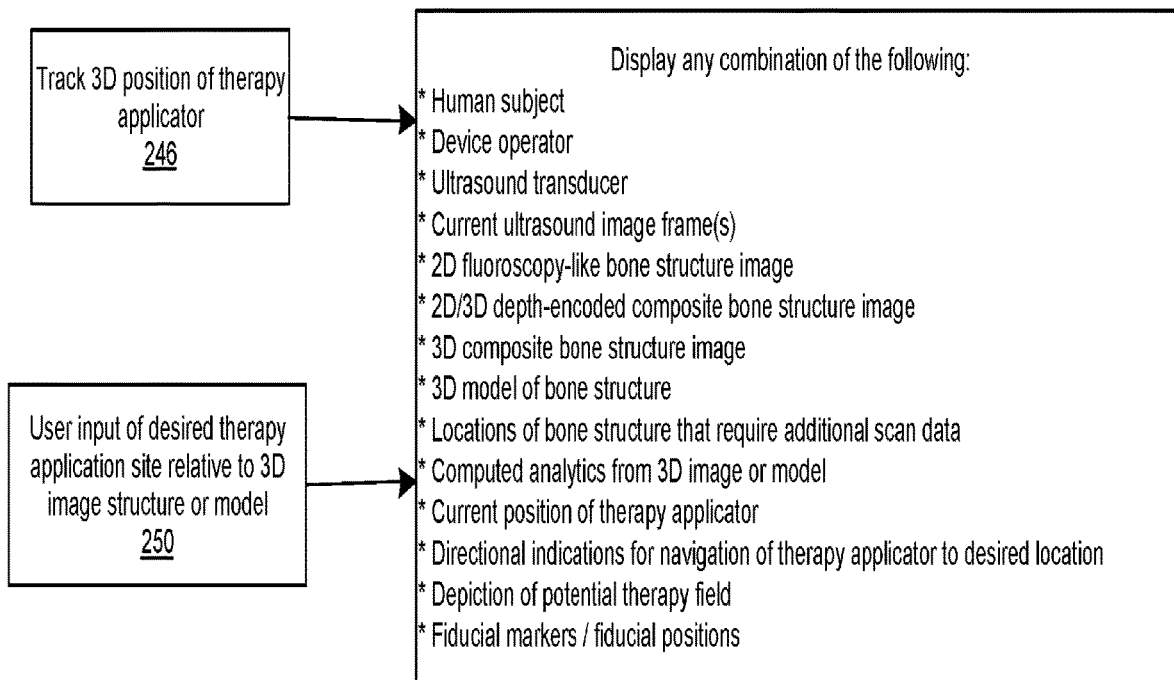 Track 3D position of therapy
applicator
246
User input of desired therapy
application site relative to 3D
image structure or model
250
Display any combination of the following:
* Human subject
* Device operator
* Ultrasound transducer
* Current ultrasound image frame(s)
* 2D fluoroscopy-like bone structure image
* 2D/3D depth-encoded composite bone structure image
* 3D composite bone structure image
* 3D model of bone structure
* Locations of bone structure that require additional scan data
* Computed analytics from 3D image or model
* Current position of therapy applicator
* Directional indications for navigation of therapy applicator to desired location
* Depiction of potential therapy field
* Fiducial markers / fiducial positions